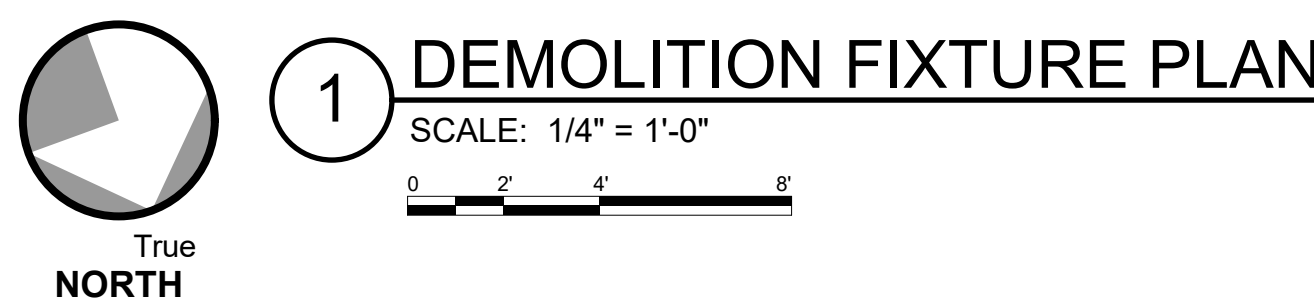 1
DEMOLITION FIXTURE PLAN
SCALE: 1/4" = 1'-0"
0 2' 4' 8'
True
NORTH